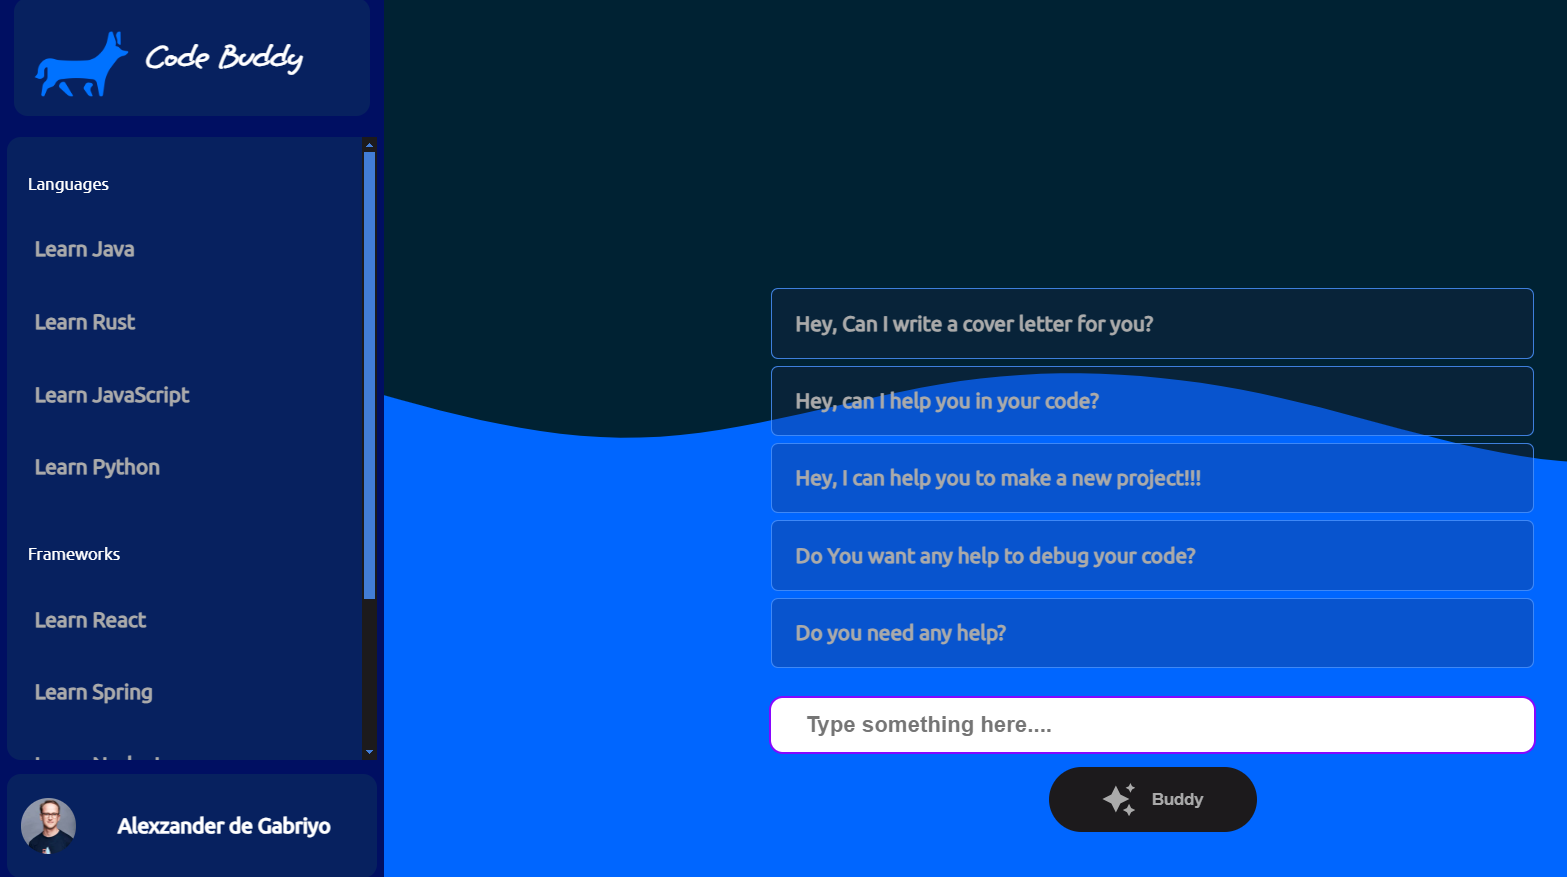 Code Buddy
Languages
Learn Java
Learn Rust
Learn JavaScript
Learn Python
Frameworks
Learn React
Learn Spring
Alexzander de Gabriyo
Hey, Can I write a cover letter for you?
Hey, can I help you in your code?
Hey, I can help you to make a new project!!!
Do You want any help to debug your code?
Do you need any help?
Type something here....
Buddy